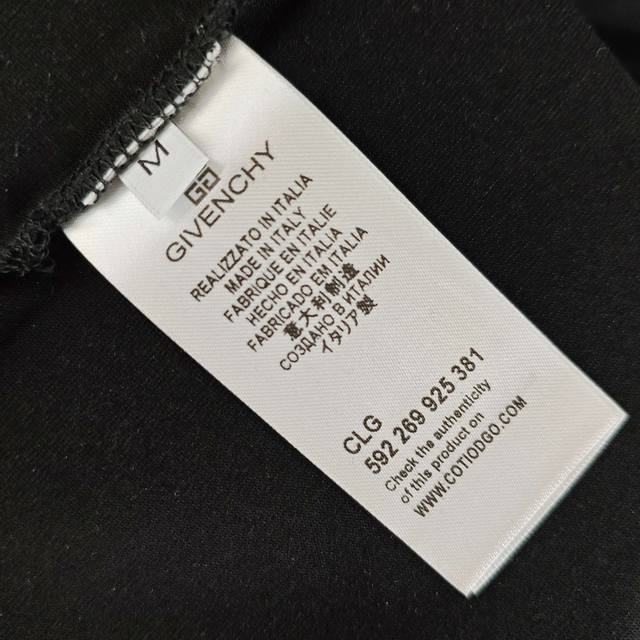 M
GIVENCHY
REALIZZATO IN ITALIA
MADE IN ITALY
FABRIQUE EN ITALIE
HECHO EN ITALIA
FABRICADO EM ITALIA
意大利制造
СОЗДАНО В ИТАПИИ
イタリア製
CLG
592 269 925 381
Check the authenticity
of this product on
WWW.COTIODGO.COM